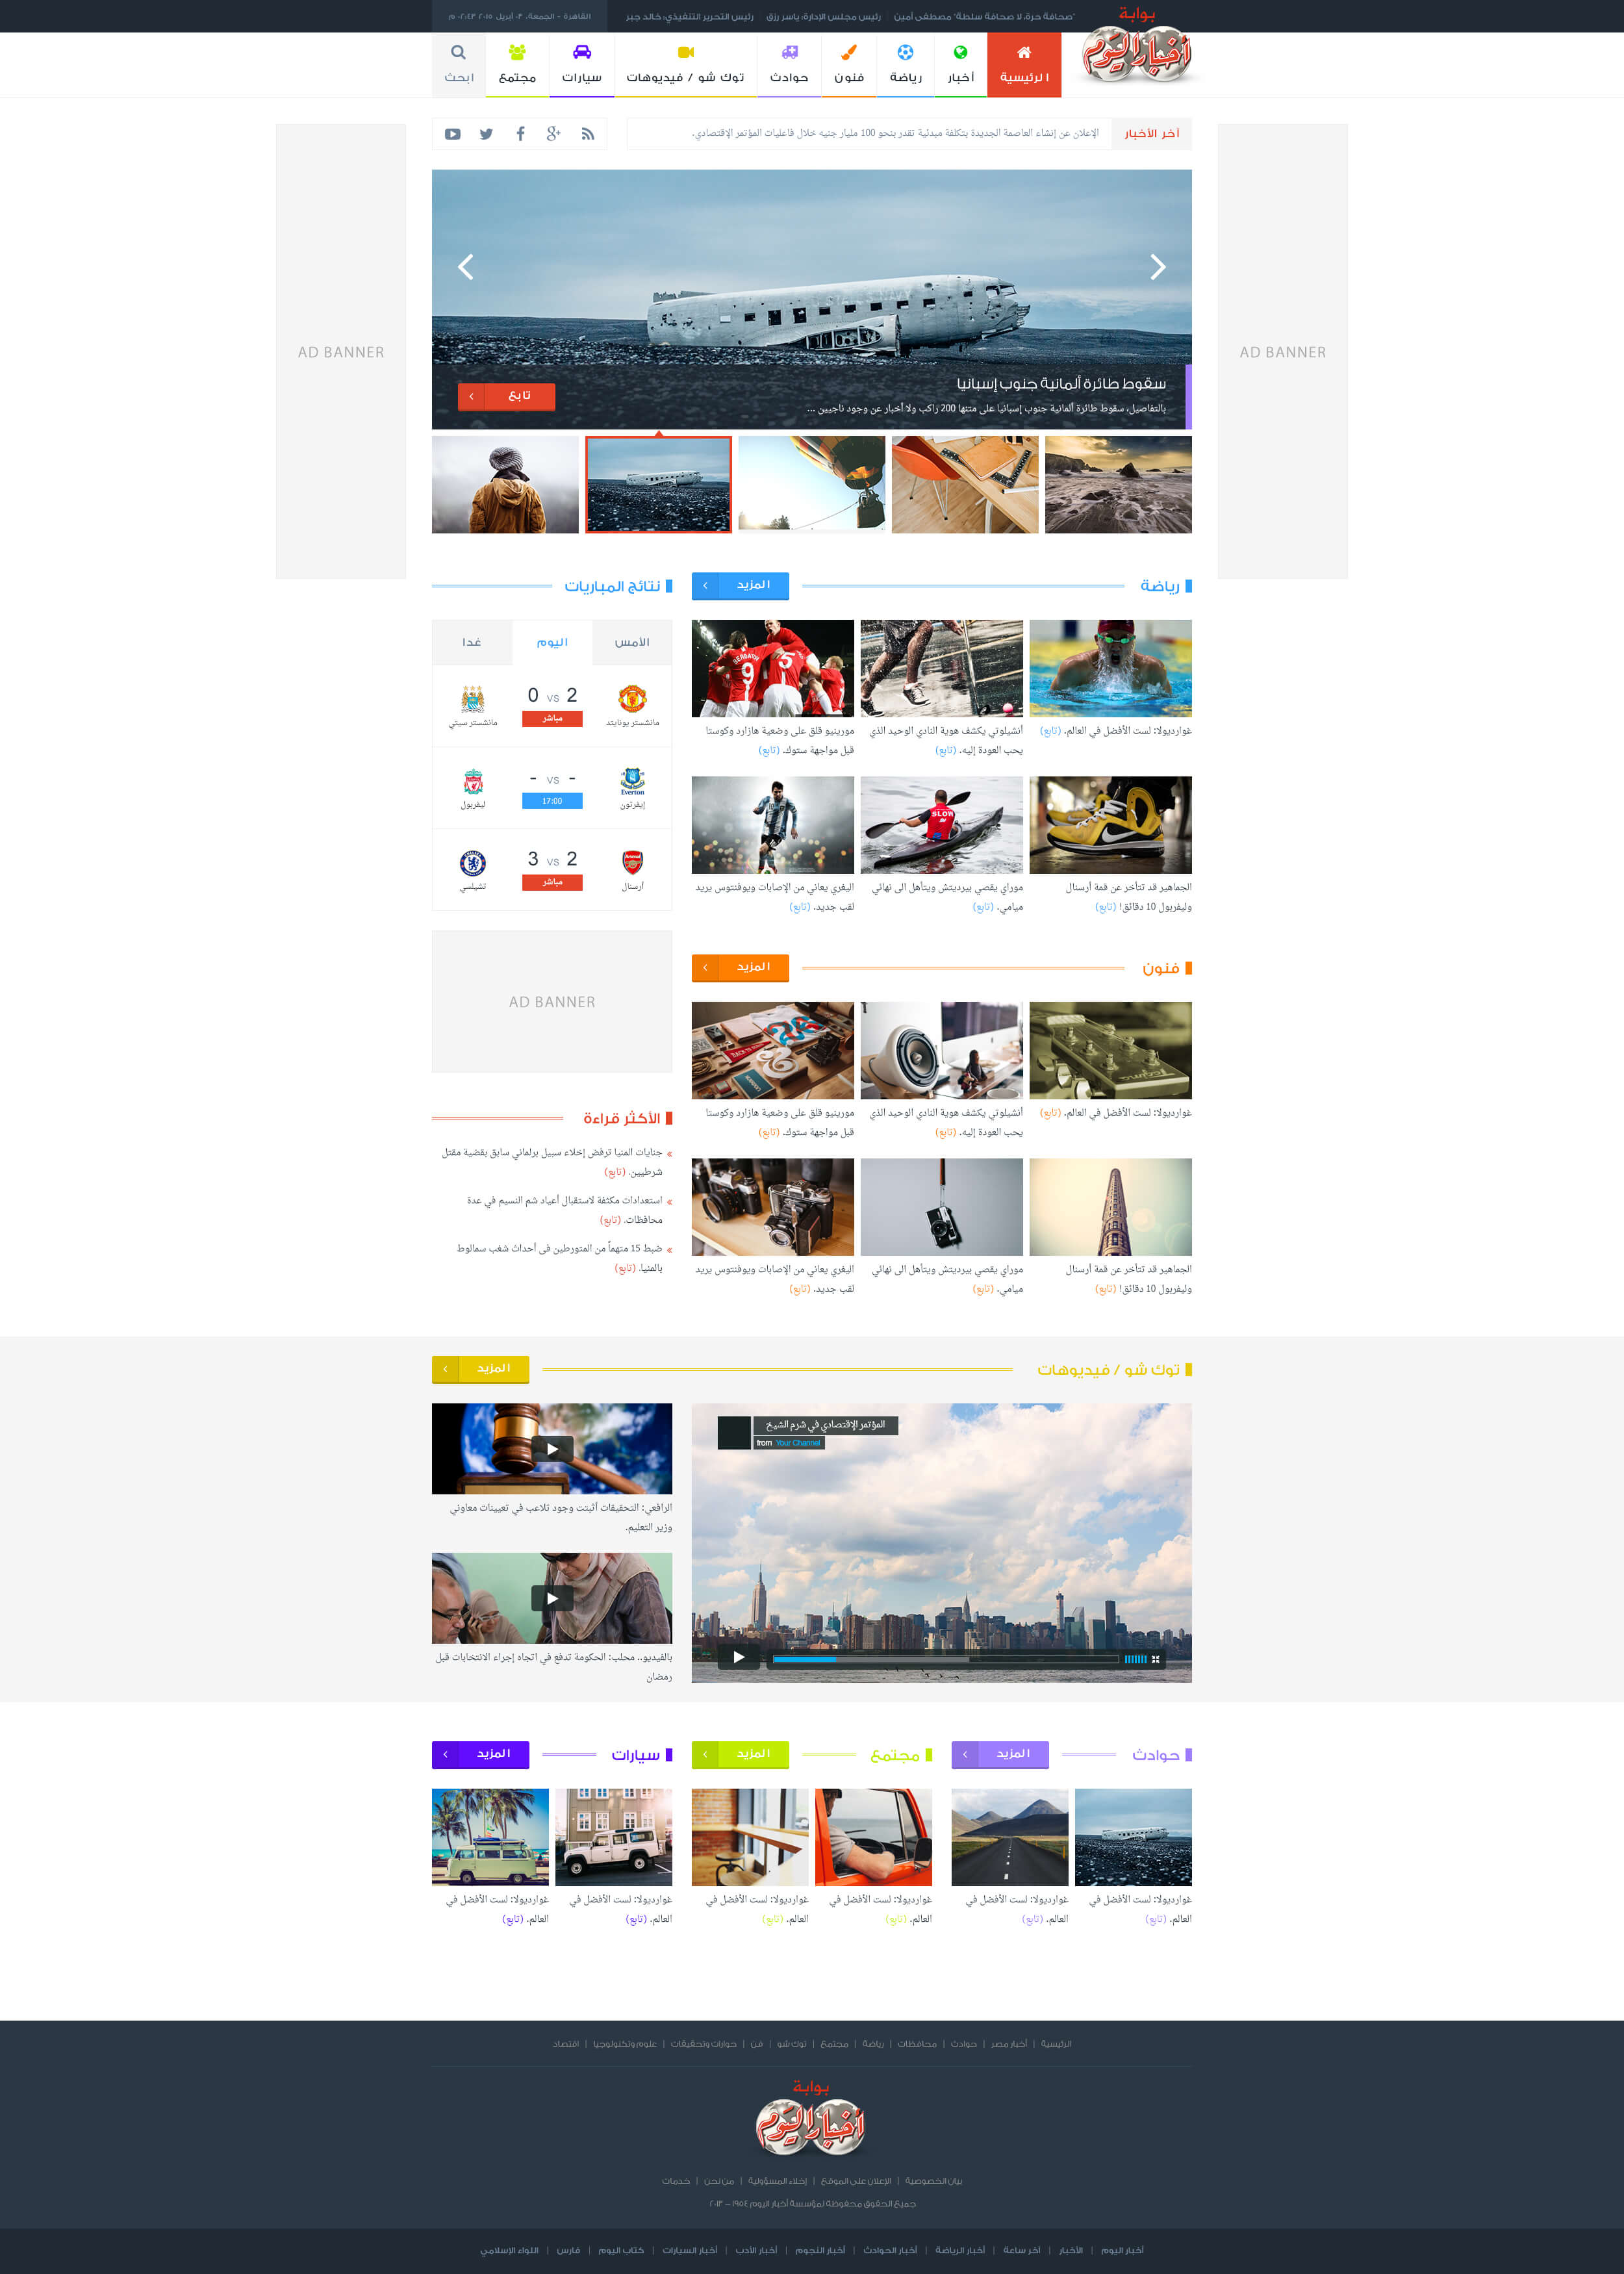 "صحافة حرة، لا صحافة سلطة" مصطفى أمين
رئيس مجلس الإدارة: ياسر رزق
رئيس التحرير التنفيذي: خالد جبر
القاهرة - الجمعة، ٠٣ أبريل ٢٠١٥
بوابة
أخبار اليوم
الرئيسية
أخبار
رياضة
فنون
حوادث
توك شو / فيديوهات
سيارات
مجتمع
ابحث
آخر الأخبار
الإعلان عن إنشاء العاصمة الجديدة بتكلفة مبدئية تقدر بنحو 100 مليار جنيه خلال فاعليات المؤتمر الإقتصادي.
AD BANNER
AD BANNER
سقوط طائرة ألمانية جنوب إسبانيا
بالتفاصيل، سقوط طائرة ألمانية جنوب إسبانيا على متنها 200 راكب ولا أخبار عن وجود ناجيين ...
تابع
رياضة
المزيد
غوارديولا: لست الأفضل في العالم. (تابع)
أنشيلوتي يكشف هوية النادي الوحيد الذي
يحب العودة إليه. (تابع)
مورينيو قلق على وضعية هازارد وكوستا
قبل مواجهة ستوك. (تابع)
الجماهير قد تتأخر عن قمة أرسنال
وليفربول 10 دقائق! (تابع)
موراي يقصي بيرديتش ويتأهل الى نهائي
ميامي. (تابع)
اليغري يعاني من الإصابات ويوفنتوس يريد
لقب جديد. (تابع)
نتائج المباريات
الأمس
اليوم
غدا
مانشستر يونايتد
2 VS 0
مباشر
مانشستر سيتي
Everton
إيفرتون
- VS -
17:00
ليفربول
أرسنال
2 VS 3
مباشر
تشيلسي
AD BANNER
الأكثر قراءة
جنايات المنيا ترفض إخلاء سبيل برلماني سابق بقضية مقتل
شرطيين. (تابع)
استعدادات مكثفة لاستقبال أعياد شم النسيم في عدة
محافظات. (تابع)
ضبط 15 متهماً من المتورطين فى أحداث شغب سمالوط
بالمنيا. (تابع)
فنون
المزيد
غوارديولا: لست الأفضل في العالم. (تابع)
أنشيلوتي يكشف هوية النادي الوحيد الذي
يحب العودة إليه. (تابع)
مورينيو قلق على وضعية هازارد وكوستا
قبل مواجهة ستوك. (تابع)
الجماهير قد تتأخر عن قمة أرسنال
وليفربول 10 دقائق! (تابع)
موراي يقصي بيرديتش ويتأهل الى نهائي
ميامي. (تابع)
اليغري يعاني من الإصابات ويوفنتوس يريد
لقب جديد. (تابع)
توك شو / فيديوهات
المزيد
المؤتمر الإقتصادي في شرم الشيخ
from Your Channel
الرافعي: التحقيقات أثبتت وجود تلاعب في تعيينات معاوني
وزير التعليم.
بالفيديو.. محلب: الحكومة تدفع في اتجاه إجراء الانتخابات قبل
رمضان
حوادث
المزيد
غوارديولا: لست الأفضل في
العالم. (تابع)
غوارديولا: لست الأفضل في
العالم. (تابع)
مجتمع
المزيد
غوارديولا: لست الأفضل في
العالم. (تابع)
غوارديولا: لست الأفضل في
العالم. (تابع)
سيارات
المزيد
غوارديولا: لست الأفضل في
العالم. (تابع)
غوارديولا: لست الأفضل في
العالم. (تابع)
الرئيسية | أخبار مصر | حوادث | محافظات | رياضة | مجتمع | توك شو | فن | حوارات وتحقيقات | علوم وتكنولوجيا | اقتصاد
بوابة
أخبار اليوم
بيان الخصوصية | الإعلان على الموقع | إخلاء المسؤولية | من نحن | خدمات
جميع الحقوق محفوظة لمؤسسة أخبار اليوم ١٩٥٤ – ٢٠١٣
أخبار اليوم | الأخبار | آخر ساعة | أخبار الرياضة | أخبار الحوادث | أخبار النجوم | أخبار الأدب | أخبار السيارات | كتاب اليوم | فارس | اللواء الإسلامي